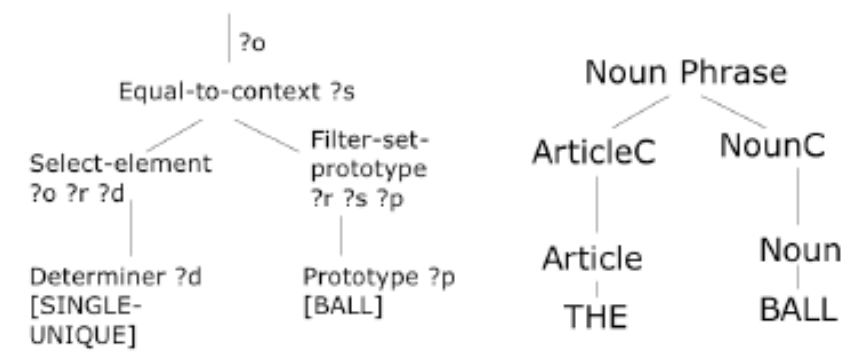 ?o
Equal-to-context ?s
Select-element
?o ?r ?d
Filter-set-
prototype
?r ?s ?p
Determiner ?d
[SINGLE-
UNIQUE]
Prototype ?p
[BALL]
Noun Phrase
ArticleC
NounC
Article
Noun
THE
BALL